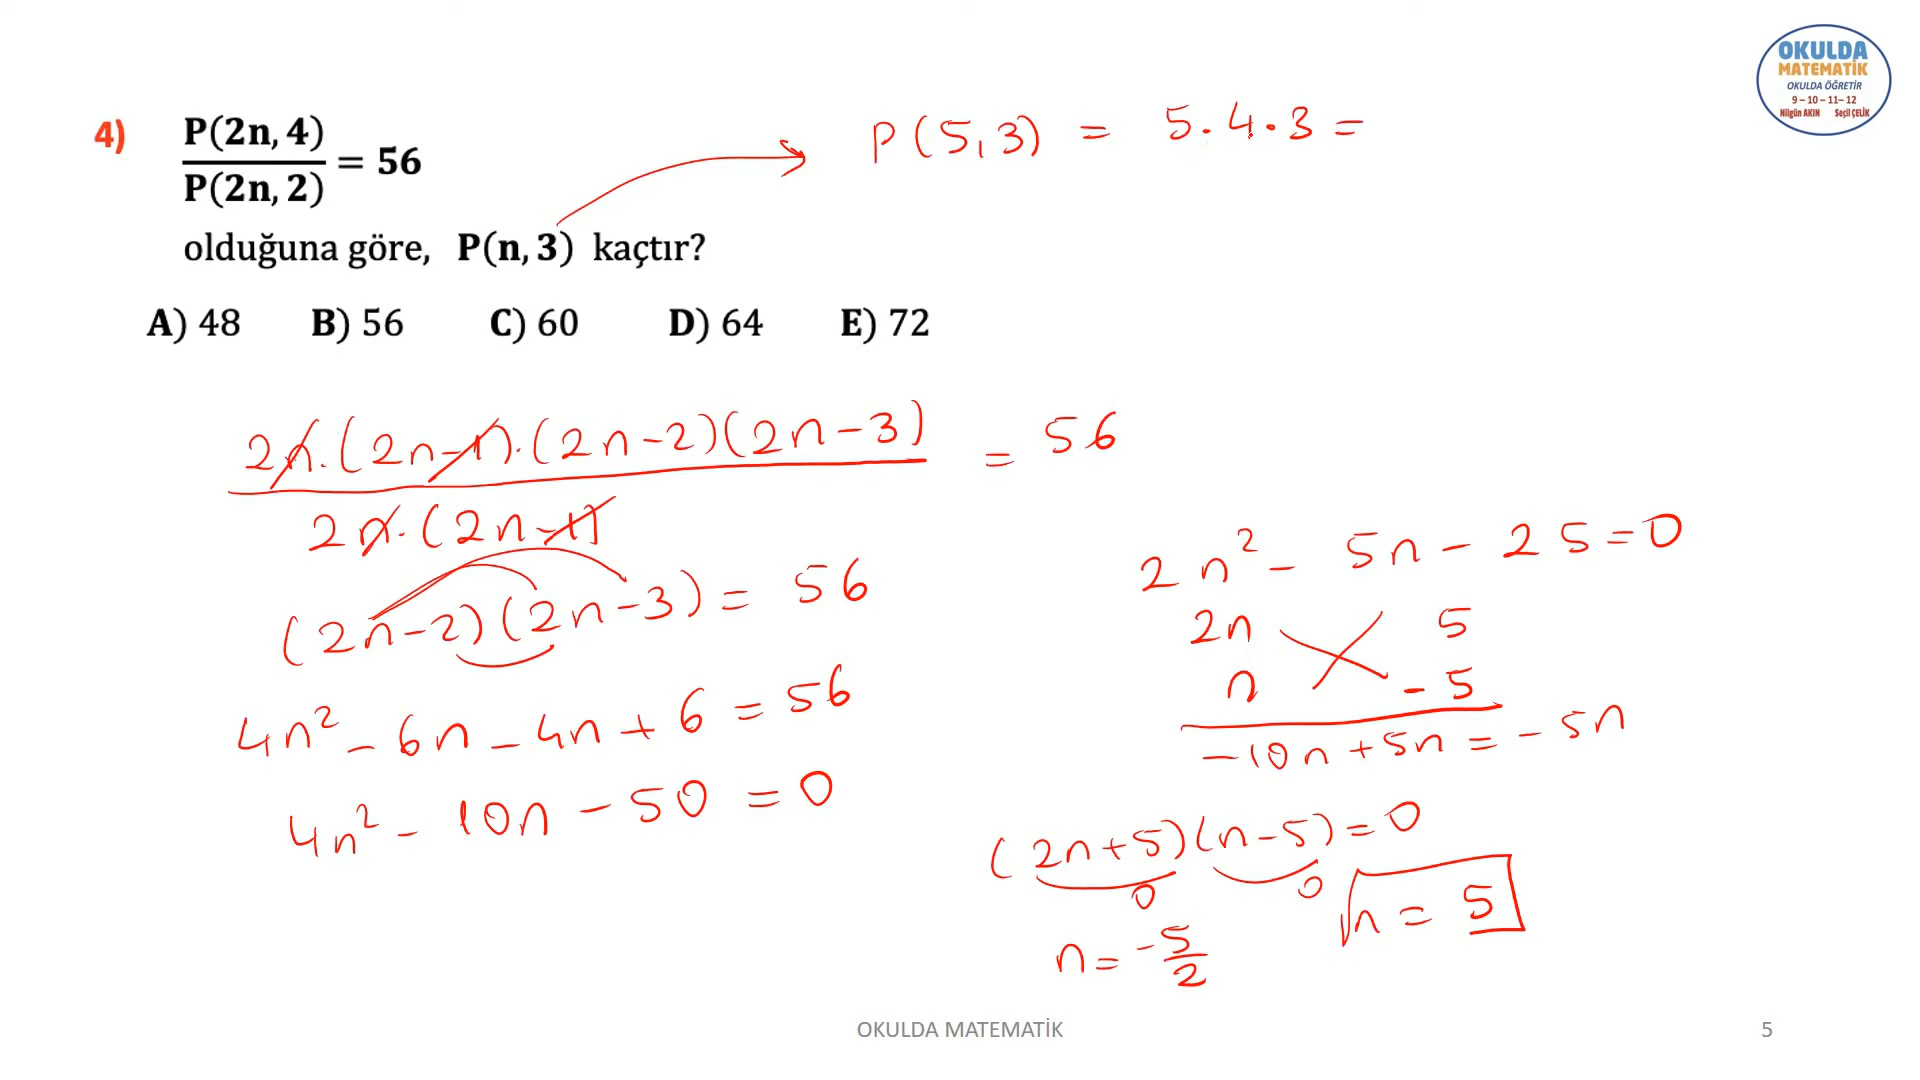 OKULDA
MATEMATİK
OKULDA ÖĞRETİR
9 – 10 – 11– 12
Nilgün AKIN Seçil ÇELİK
4) P(2n, 4)
P(2n, 2)
= 56
P(5,3) = 5.4.3 =
olduğuna göre, P(n, 3) kaçtır?
A) 48 B) 56 C) 60 D) 64 E) 72
2n.(2n-1).(2n-2)(2n-3)
2n.(2n-1)
= 56
(2n-2)(2n-3) = 56
4n² - 6n - 4n + 6 = 56
4n² - 10n - 50 = 0
2n² - 5n - 25 = 0
2n 5
n -5
-10n + 5n = -5n
(2n+5)(n-5) = 0
0 0
n = -5/2
n = 5
OKULDA MATEMATİK
5